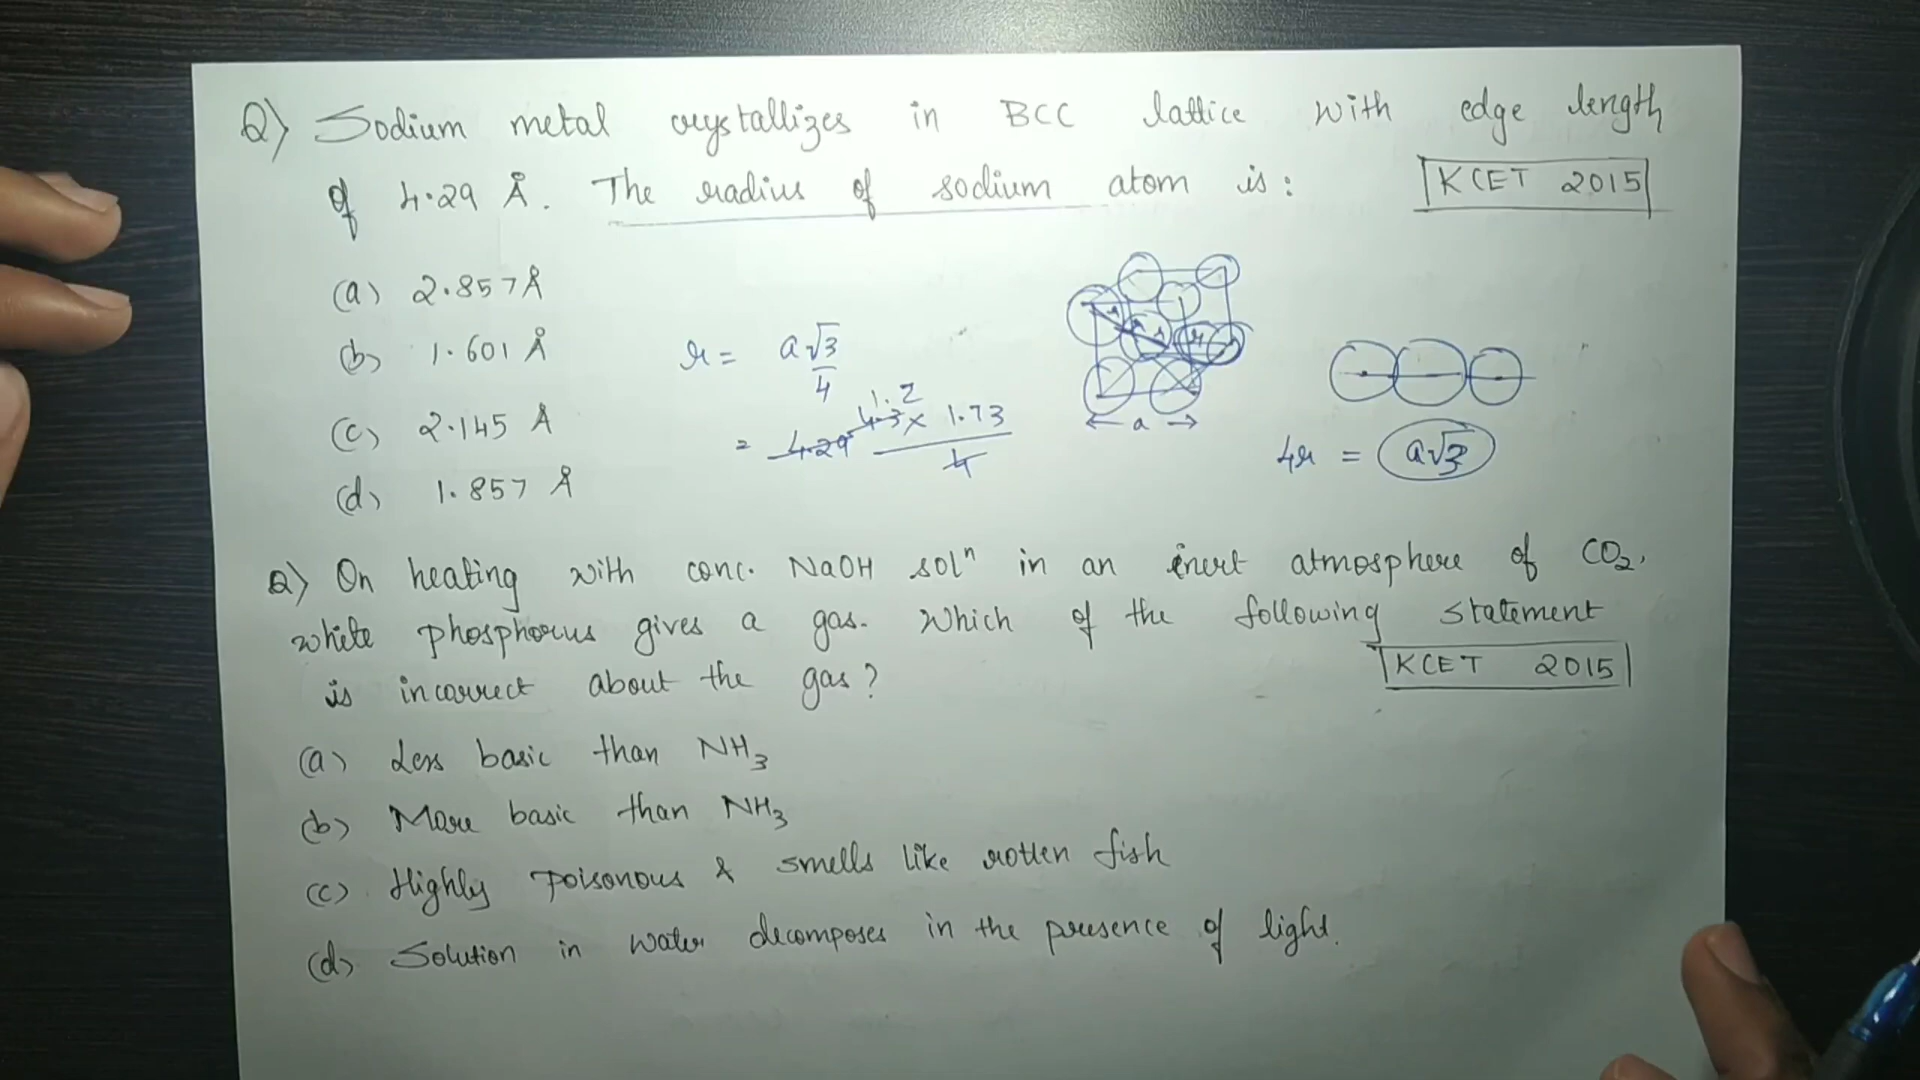 Q) Sodium metal crystallizes in BCC lattice with edge length
of 4.29 Å. The radius of sodium atom is:
KCET 2015
(a) 2.857Å
(b) 1.601 Å
(c) 2.145 Å
(d) 1.857 Å
r = a√3
4
1.2
= 4.29 4.3 × 1.73
4
a
4r = a√3
Q) On heating with conc. NaOH solⁿ in an inert atmosphere of CO₂,
white phosphorus gives a gas. Which of the following statement
is incorrect about the gas?
KCET 2015
(a) Less basic than NH₃
(b) More basic than NH₃
(c) Highly poisonous & smells like rotten fish
(d) Solution in water decomposes in the presence of light.